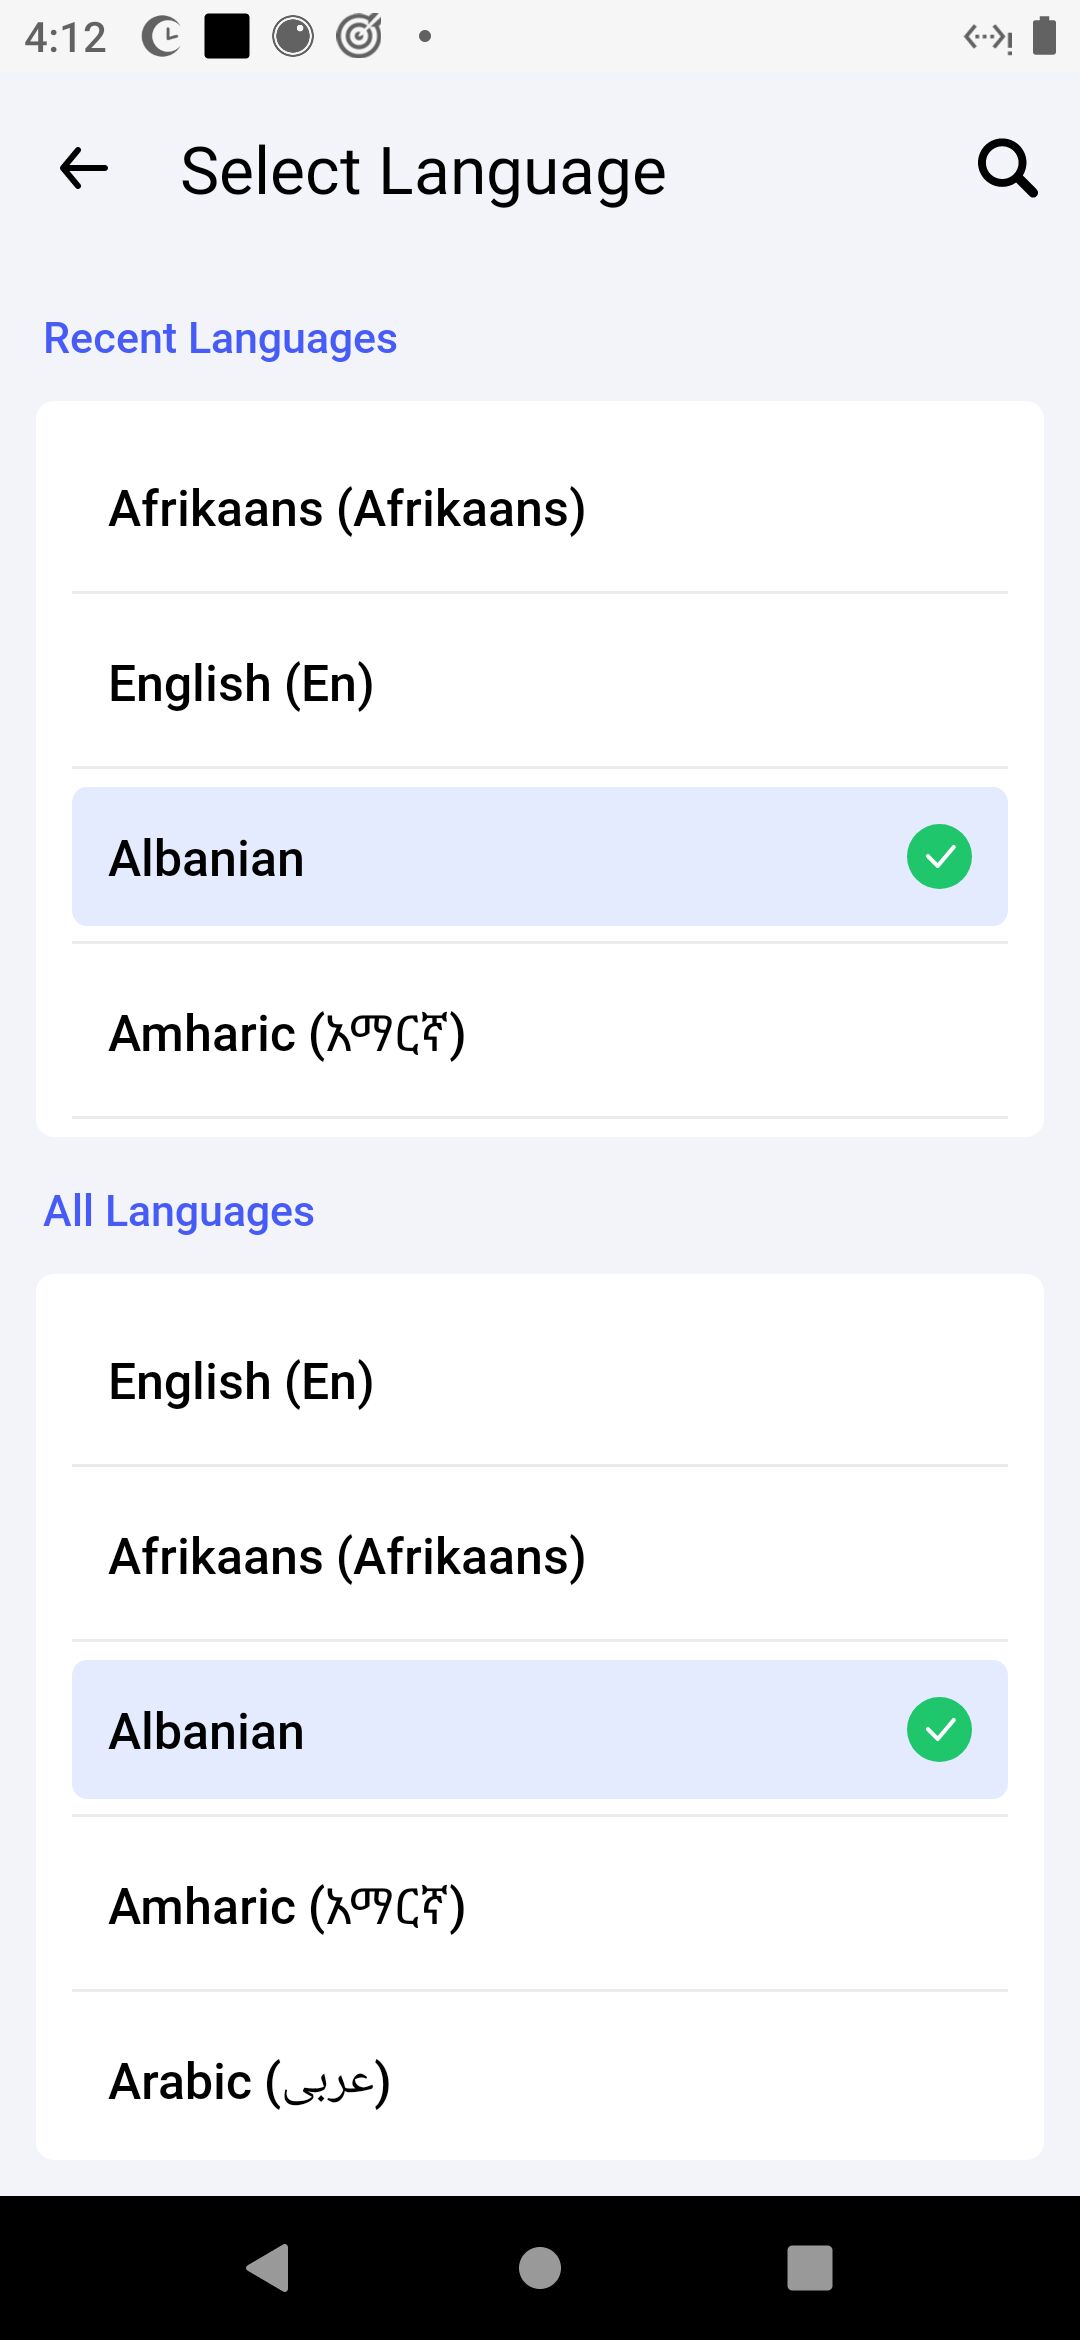 4:12
Select Language
Recent Languages
Afrikaans (Afrikaans)
English (En)
Albanian
Amharic (አማርኛ)
All Languages
English (En)
Afrikaans (Afrikaans)
Albanian
Amharic (አማርኛ)
Arabic (عربی)